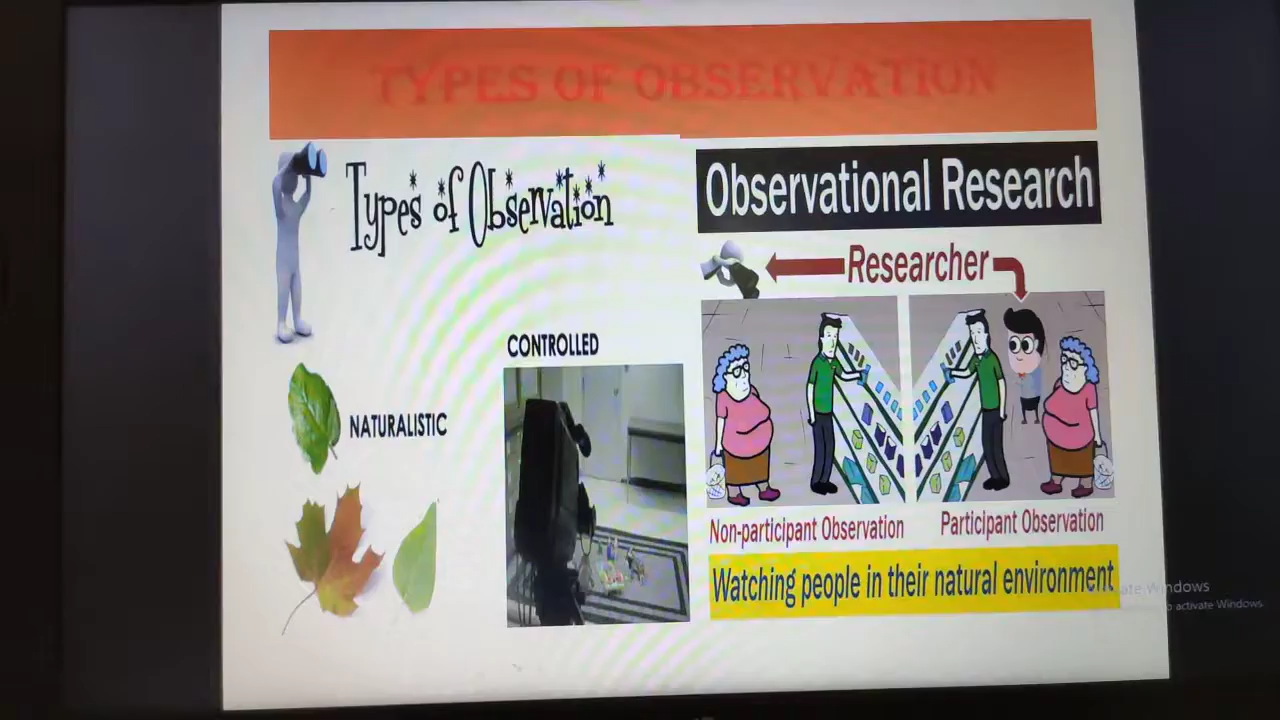 TYPES OF OBSERVATION
Types of Observation
CONTROLLED
NATURALISTIC
Observational Research
Researcher
Non-participant Observation
Participant Observation
Watching people in their natural environment
Windows
to activate Windows.